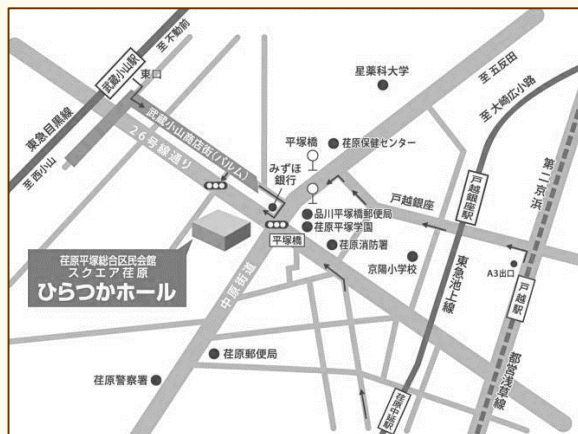 至 不動前
武蔵小山駅
東口
東急目黒線
至 西小山
武蔵小山商店街(パルム)
26号線通り
みずほ
銀行
平塚橋
荏原保健センター
星薬科大学
至 五反田
至 大崎広小路
戸越銀座
戸越銀座駅
第二京浜
品川平塚橋郵便局
荏原平塚学園
荏原消防署
平塚橋
京陽小学校
東急池上線
A3出口
戸越駅
都営浅草線
荏原平塚総合区民会館
スクエア荏原
ひらつかホール
中原街道
荏原郵便局
荏原警察署
荏原中延駅